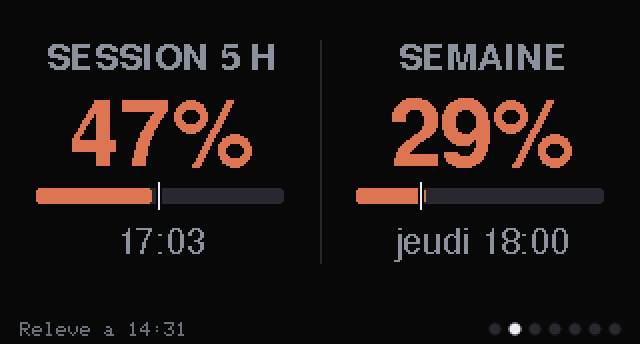 SESSION 5 H
47%
17:03
SEMAINE
29%
jeudi 18:00
Releve a 14:31